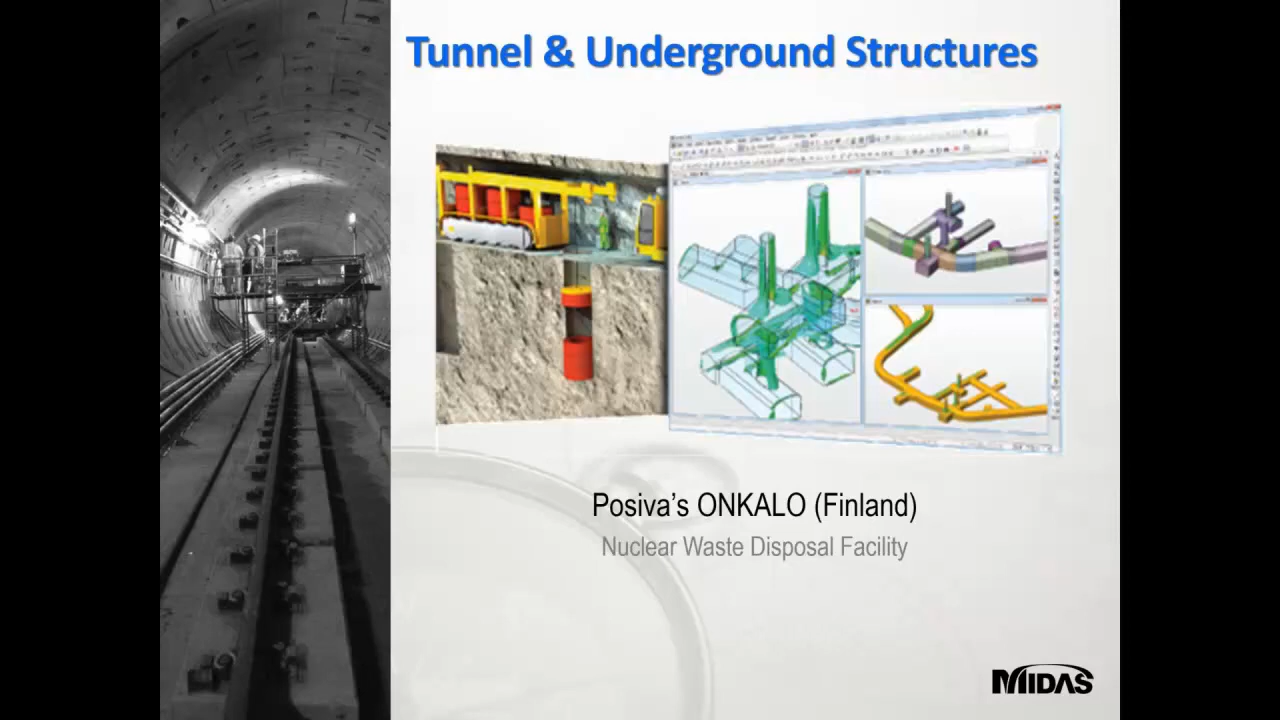 Tunnel & Underground Structures
Posiva's ONKALO (Finland)
Nuclear Waste Disposal Facility
MIDAS